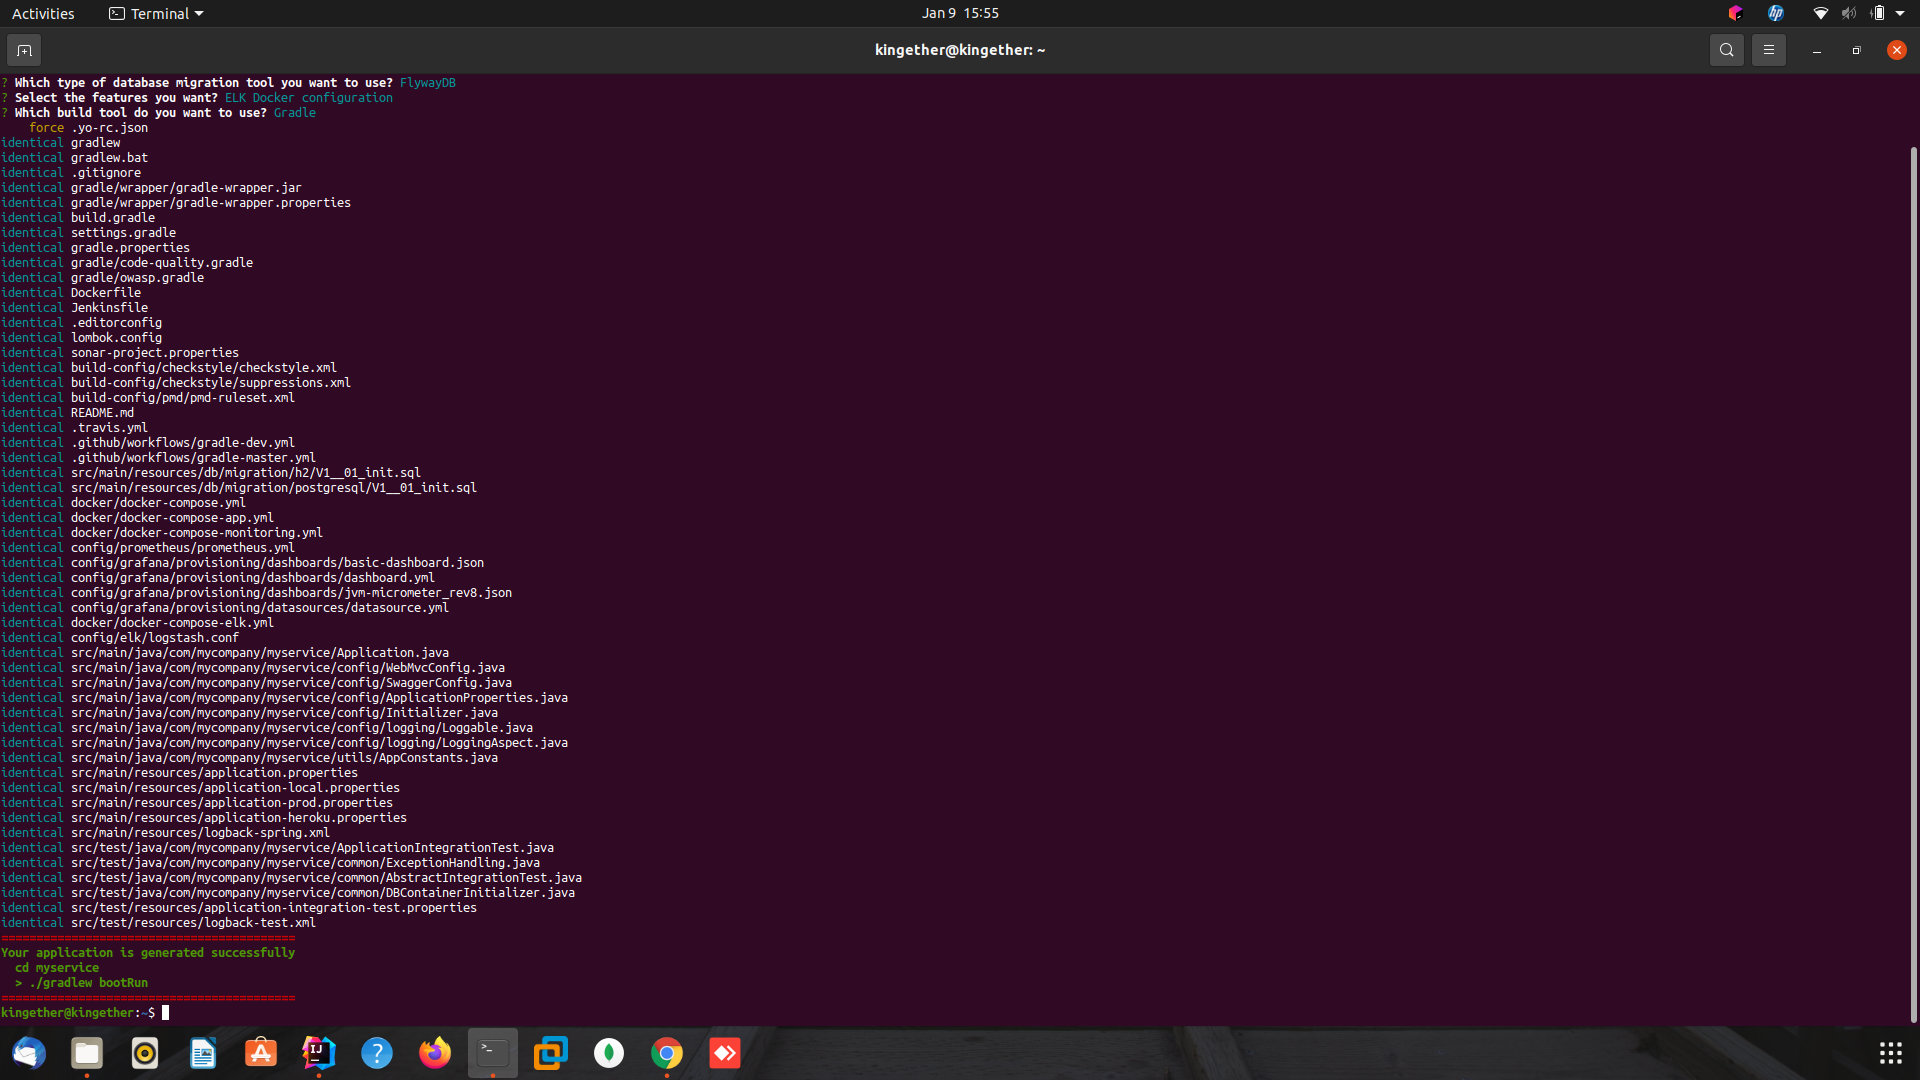 Activities Terminal Jan 9 15:55
kingether@kingether: ~
? Which type of database migration tool you want to use? FlywayDB
? Select the features you want? ELK Docker configuration
? Which build tool do you want to use? Gradle
force .yo-rc.json
identical gradlew
identical gradlew.bat
identical .gitignore
identical gradle/wrapper/gradle-wrapper.jar
identical gradle/wrapper/gradle-wrapper.properties
identical build.gradle
identical settings.gradle
identical gradle.properties
identical gradle/code-quality.gradle
identical gradle/owasp.gradle
identical Dockerfile
identical Jenkinsfile
identical .editorconfig
identical lombok.config
identical sonar-project.properties
identical build-config/checkstyle/checkstyle.xml
identical build-config/checkstyle/suppressions.xml
identical build-config/pmd/pmd-ruleset.xml
identical README.md
identical .travis.yml
identical .github/workflows/gradle-dev.yml
identical .github/workflows/gradle-master.yml
identical src/main/resources/db/migration/h2/V1__01_init.sql
identical src/main/resources/db/migration/postgresql/V1__01_init.sql
identical docker/docker-compose.yml
identical docker/docker-compose-app.yml
identical docker/docker-compose-monitoring.yml
identical config/prometheus/prometheus.yml
identical config/grafana/provisioning/dashboards/basic-dashboard.json
identical config/grafana/provisioning/dashboards/dashboard.yml
identical config/grafana/provisioning/dashboards/jvm-micrometer_rev8.json
identical config/grafana/provisioning/datasources/datasource.yml
identical docker/docker-compose-elk.yml
identical config/elk/logstash.conf
identical src/main/java/com/mycompany/myservice/Application.java
identical src/main/java/com/mycompany/myservice/config/WebMvcConfig.java
identical src/main/java/com/mycompany/myservice/config/SwaggerConfig.java
identical src/main/java/com/mycompany/myservice/config/ApplicationProperties.java
identical src/main/java/com/mycompany/myservice/config/Initializer.java
identical src/main/java/com/mycompany/myservice/config/logging/Loggable.java
identical src/main/java/com/mycompany/myservice/config/logging/LoggingAspect.java
identical src/main/java/com/mycompany/myservice/utils/AppConstants.java
identical src/main/resources/application.properties
identical src/main/resources/application-local.properties
identical src/main/resources/application-prod.properties
identical src/main/resources/application-heroku.properties
identical src/main/resources/logback-spring.xml
identical src/test/java/com/mycompany/myservice/ApplicationIntegrationTest.java
identical src/test/java/com/mycompany/myservice/common/ExceptionHandling.java
identical src/test/java/com/mycompany/myservice/common/AbstractIntegrationTest.java
identical src/test/java/com/mycompany/myservice/common/DBContainerInitializer.java
identical src/test/resources/application-integration-test.properties
identical src/test/resources/logback-test.xml
==========================================
Your application is generated successfully
cd myservice
> ./gradlew bootRun
==========================================
kingether@kingether:~$